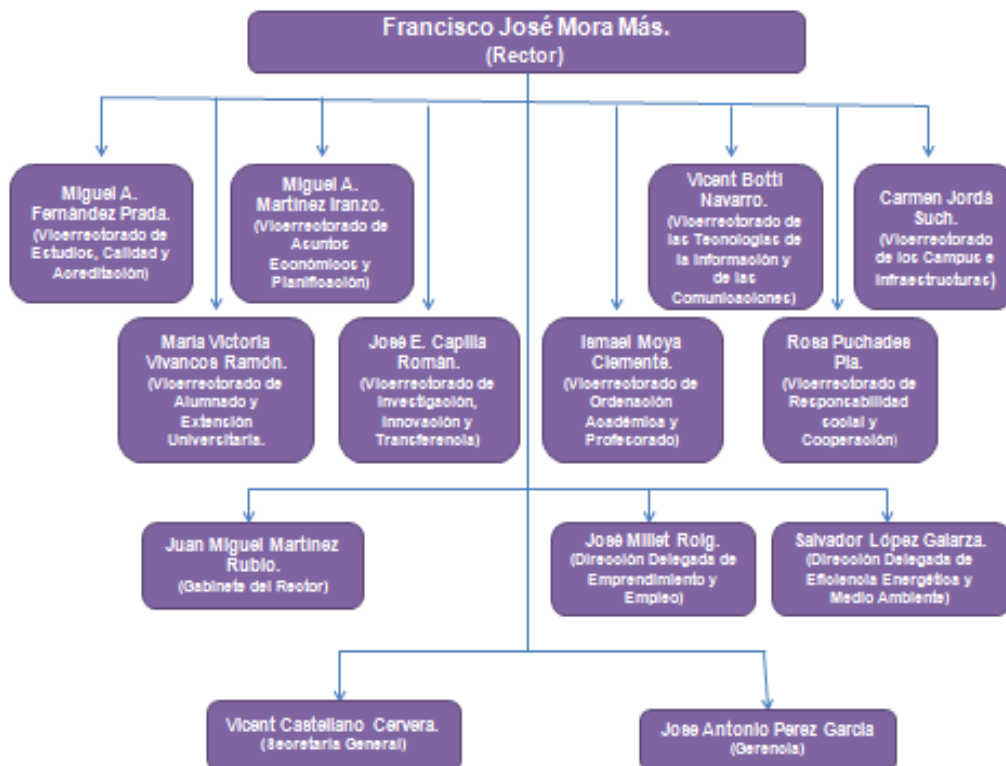 Francisco José Mora Más.
(Rector)
Miguel A.
Fernández Prada.
(Vicerrectorado de
Estudios, Calidad y
Acreditación)
Miguel A.
Martínez Iranzo.
(Vicerrectorado de
Asuntos
Económicos y
Planificación)
Vicent Botti
Navarro.
(Vicerrectorado de
las Tecnologías de
la Información y
de las
Comunicaciones)
Carmen Jordá
Such.
(Vicerrectorado
de los Campus e
Infraestructuras)
María Victoria
Vivancos Ramón.
(Vicerrectorado de
Alumnado y
Extensión
Universitaria.
José E. Capilla
Román.
(Vicerrectorado de
Investigación,
Innovación y
Transferencia)
Ismael Moya
Clemente.
(Vicerrectorado de
Ordenación
Académica y
Profesorado)
Rosa Puchades
Pla.
(Vicerrectorado de
Responsabilidad
social y
Cooperación)
Juan Miguel Martínez
Rubio.
(Gabinete del Rector)
José Millet Roig.
(Dirección Delegada de
Emprendimiento y
Empleo)
Salvador López Galarza.
(Dirección Delegada de
Eficiencia Energética y
Medio Ambiente)
Vicent Castellano Cervera.
(Secretaria General)
Jose Antonio Perez Garcia
(Gerencia)